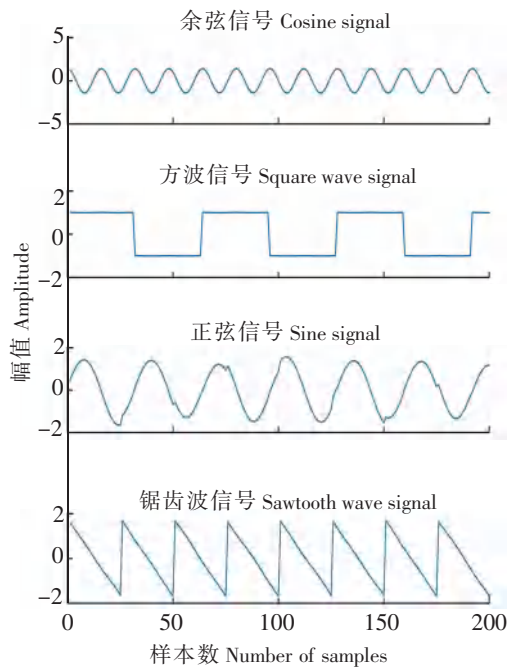 余弦信号 Cosine signal
5
0
−5
方波信号 Square wave signal
2
0
−2
正弦信号 Sine signal
2
0
−2
锯齿波信号 Sawtooth wave signal
2
0
−2
0 50 100 150 200
样本数 Number of samples
幅值 Amplitude